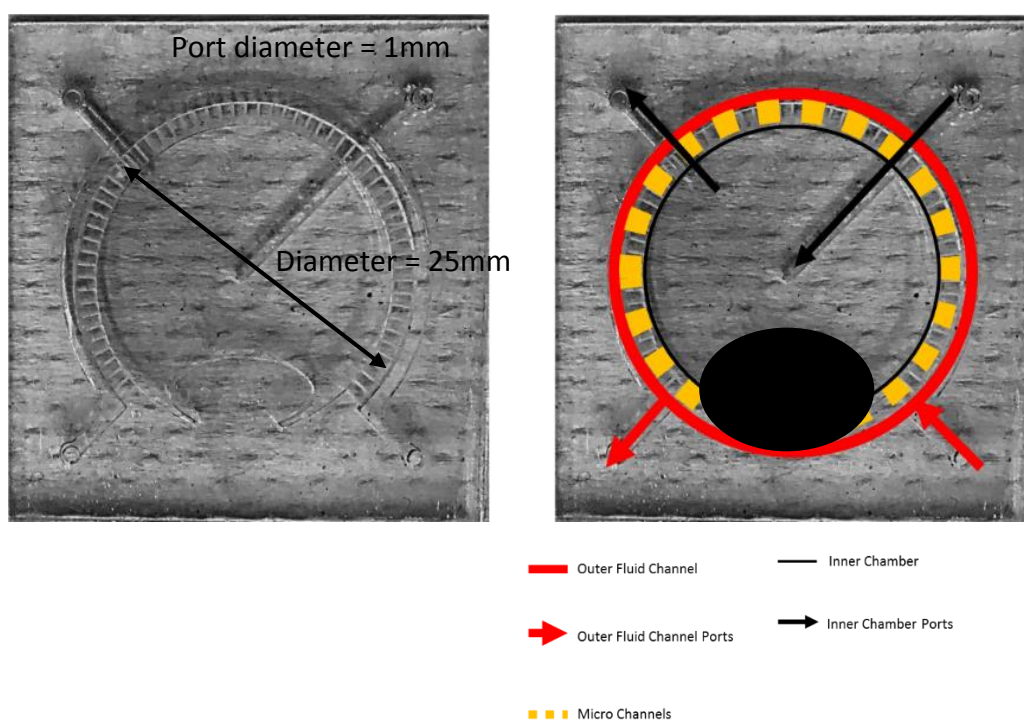 Port diameter = 1mm
Diameter = 25mm
Outer Fluid Channel
Inner Chamber
Outer Fluid Channel Ports
Inner Chamber Ports
Micro Channels